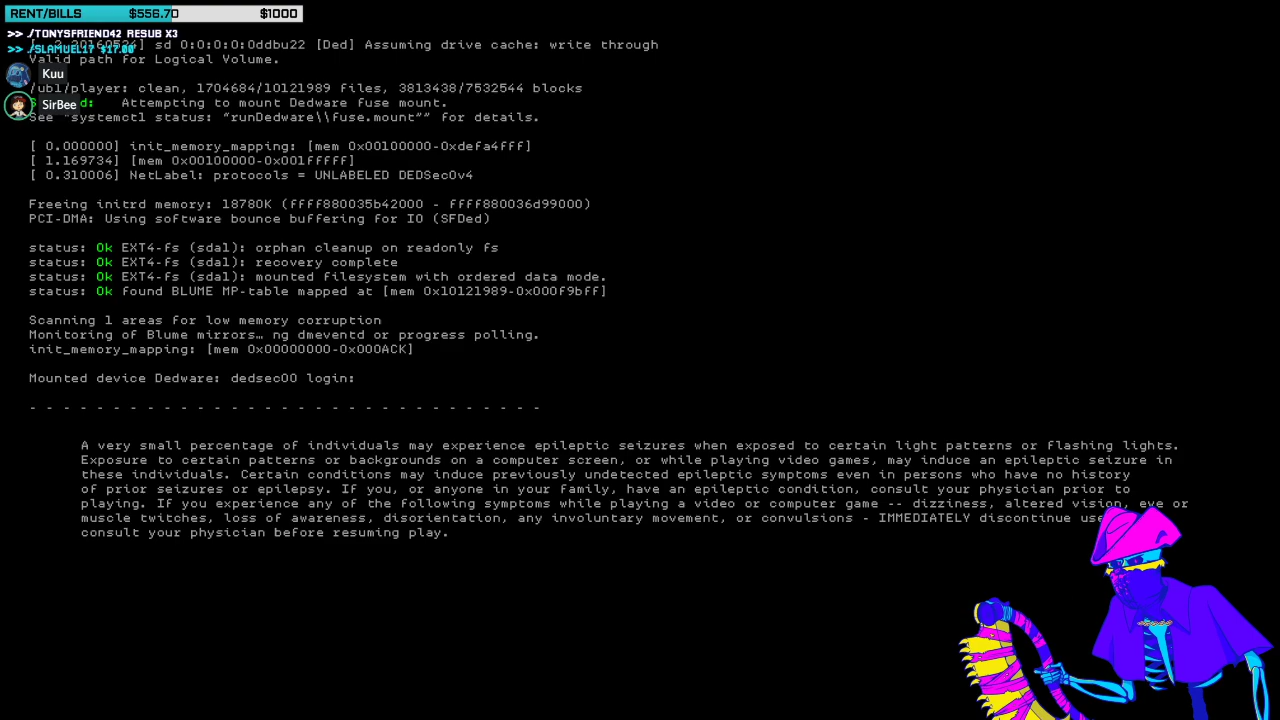 RENT/BILLS $556.70 $1000
>> ./TONYSFRIEND42 RESUB X3
>> ./SLAMUEL17 $17.00
sd 0:0:0:0:0ddbu22 [Ded] Assuming drive cache: write through
Valid path for Logical Volume.
Kuu
/ubl/player: clean, 1704684/10121989 files, 3813438/7532544 blocks
SirBee
Attempting to mount Dedware fuse mount.
See "systemctl status: "runDedware\\fuse.mount"" for details.
[ 0.000000] init_memory_mapping: [mem 0x00100000-0xdefa4fff]
[ 1.169734] [mem 0x00100000-0x001fffff]
[ 0.310006] NetLabel: protocols = UNLABELED DEDSec0v4
Freeing initrd memory: 18780K (ffff880035b42000 - ffff880036d99000)
PCI-DMA: Using software bounce buffering for IO (SFDed)
status: Ok EXT4-fs (sda1): orphan cleanup on readonly fs
status: Ok EXT4-fs (sda1): recovery complete
status: Ok EXT4-fs (sda1): mounted filesystem with ordered data mode.
status: Ok found BLUME MP-table mapped at [mem 0x10121989-0x000f9bff]
Scanning 1 areas for low memory corruption
Monitoring of Blume mirrors… ng dmeventd or progress polling.
init_memory_mapping: [mem 0x00000000-0x000ACK]
Mounted device Dedware: dedsec00 login:
- - - - - - - - - - - - - - - - - - - - - - - - - - - - - - -
A very small percentage of individuals may experience epileptic seizures when exposed to certain light patterns or flashing lights.
Exposure to certain patterns or backgrounds on a computer screen, or while playing video games, may induce an epileptic seizure in
these individuals. Certain conditions may induce previously undetected epileptic symptoms even in persons who have no history
of prior seizures or epilepsy. If you, or anyone in your family, have an epileptic condition, consult your physician prior to
playing. If you experience any of the following symptoms while playing a video or computer game -- dizziness, altered vision, eye or
muscle twitches, loss of awareness, disorientation, any involuntary movement, or convulsions - IMMEDIATELY discontinue use
consult your physician before resuming play.